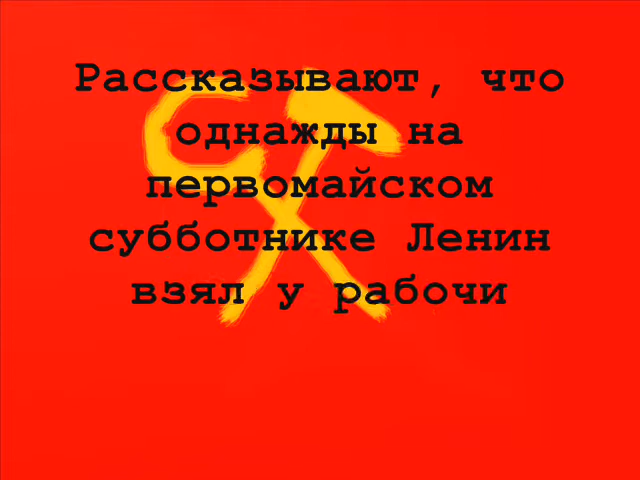 Рассказывают, что
однажды на
первомайском
субботнике Ленин
взял у рабочи